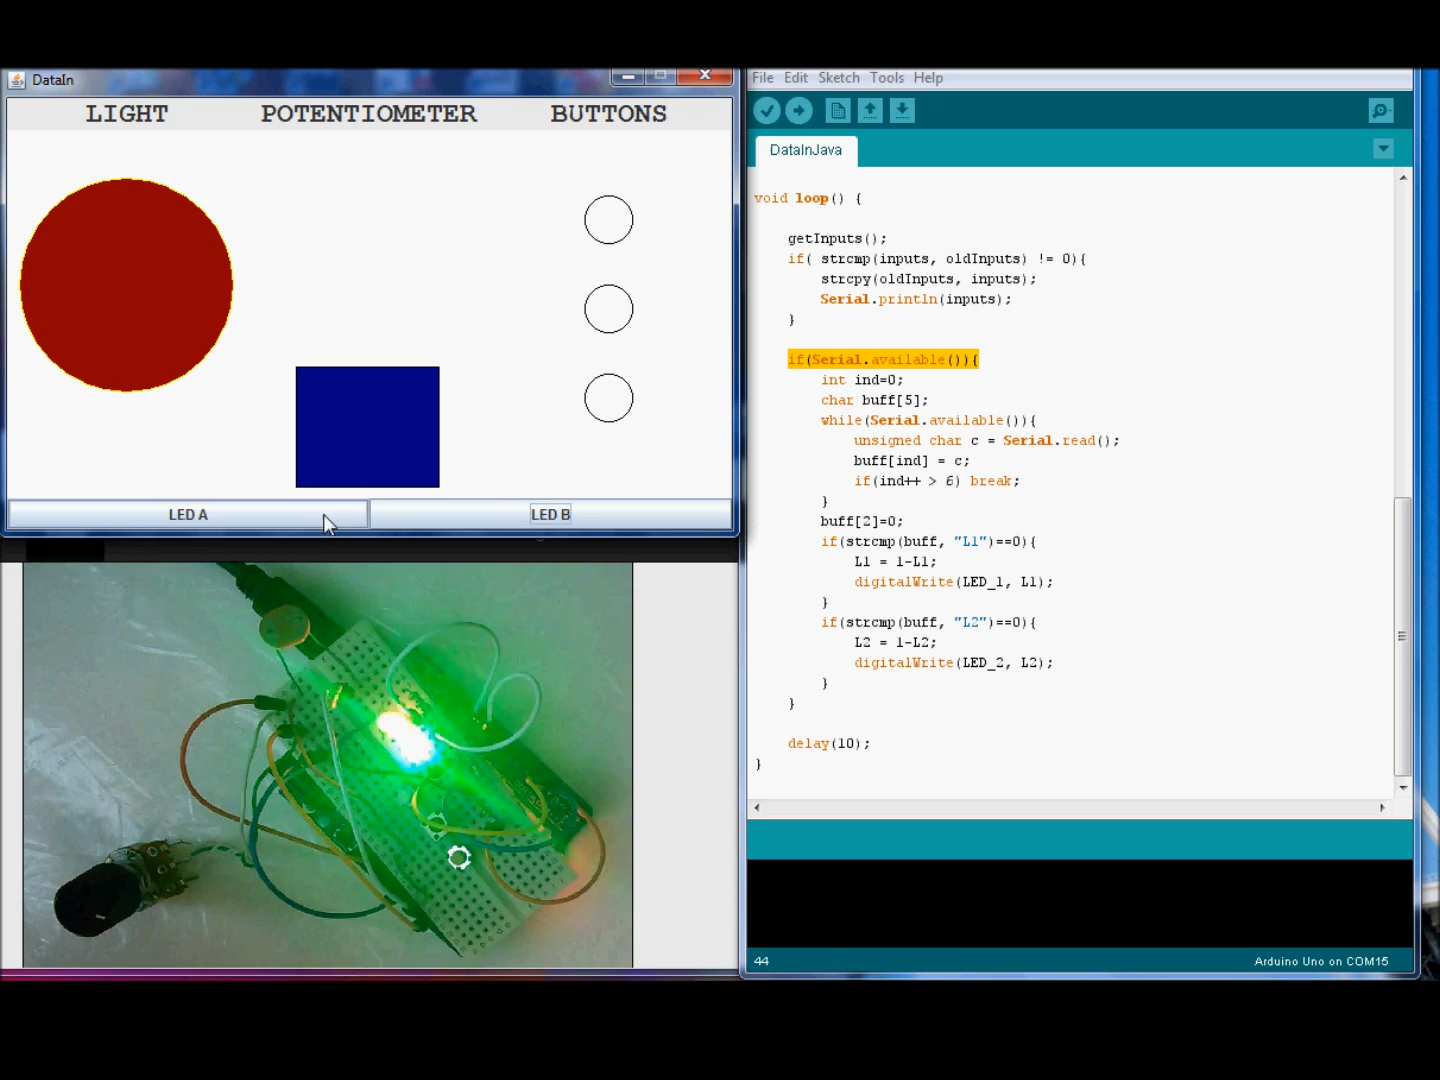 DataIn
LIGHT POTENTIOMETER BUTTONS
LED A LED B
File Edit Sketch Tools Help
DataInJava
void loop() {
getInputs();
if( strcmp(inputs, oldInputs) != 0){
strcpy(oldInputs, inputs);
Serial.println(inputs);
}
if(Serial.available()){
int ind=0;
char buff[5];
while(Serial.available()){
unsigned char c = Serial.read();
buff[ind] = c;
if(ind++ > 6) break;
}
buff[2]=0;
if(strcmp(buff, "L1")==0){
L1 = 1-L1;
digitalWrite(LED_1, L1);
}
if(strcmp(buff, "L2")==0){
L2 = 1-L2;
digitalWrite(LED_2, L2);
}
}
delay(10);
}
44 Arduino Uno on COM15